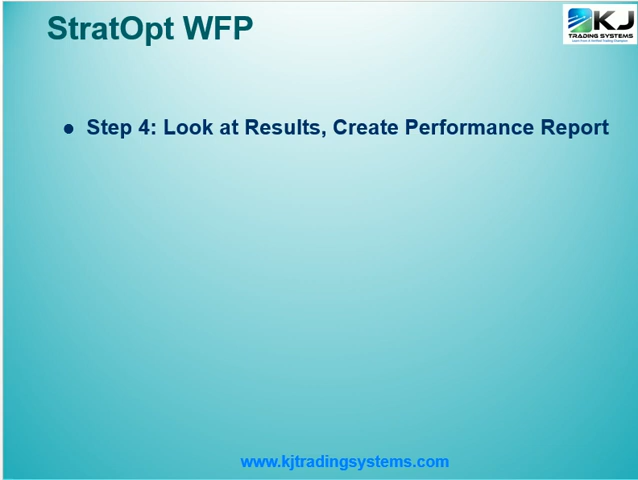 StratOpt WFP
KJ
TRADING SYSTEMS
● Step 4: Look at Results, Create Performance Report
www.kjtradingsystems.com